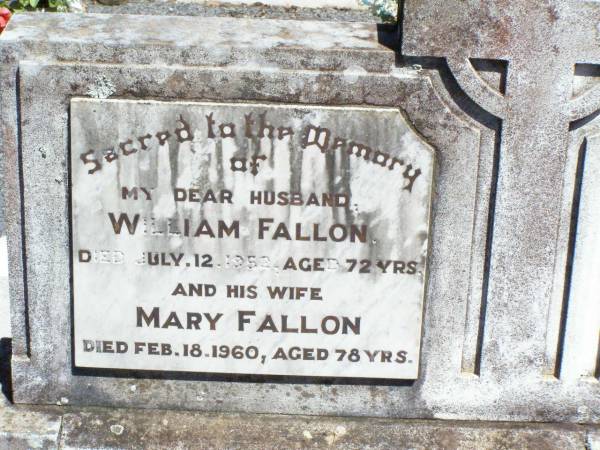 Sacred to the Memory
of
MY DEAR HUSBAND.
WILLIAM FALLON.
DIED JULY. 12. AGED 72 YRS.
AND HIS WIFE
MARY FALLON
DIED FEB. 18. 1960, AGED 78 YRS.